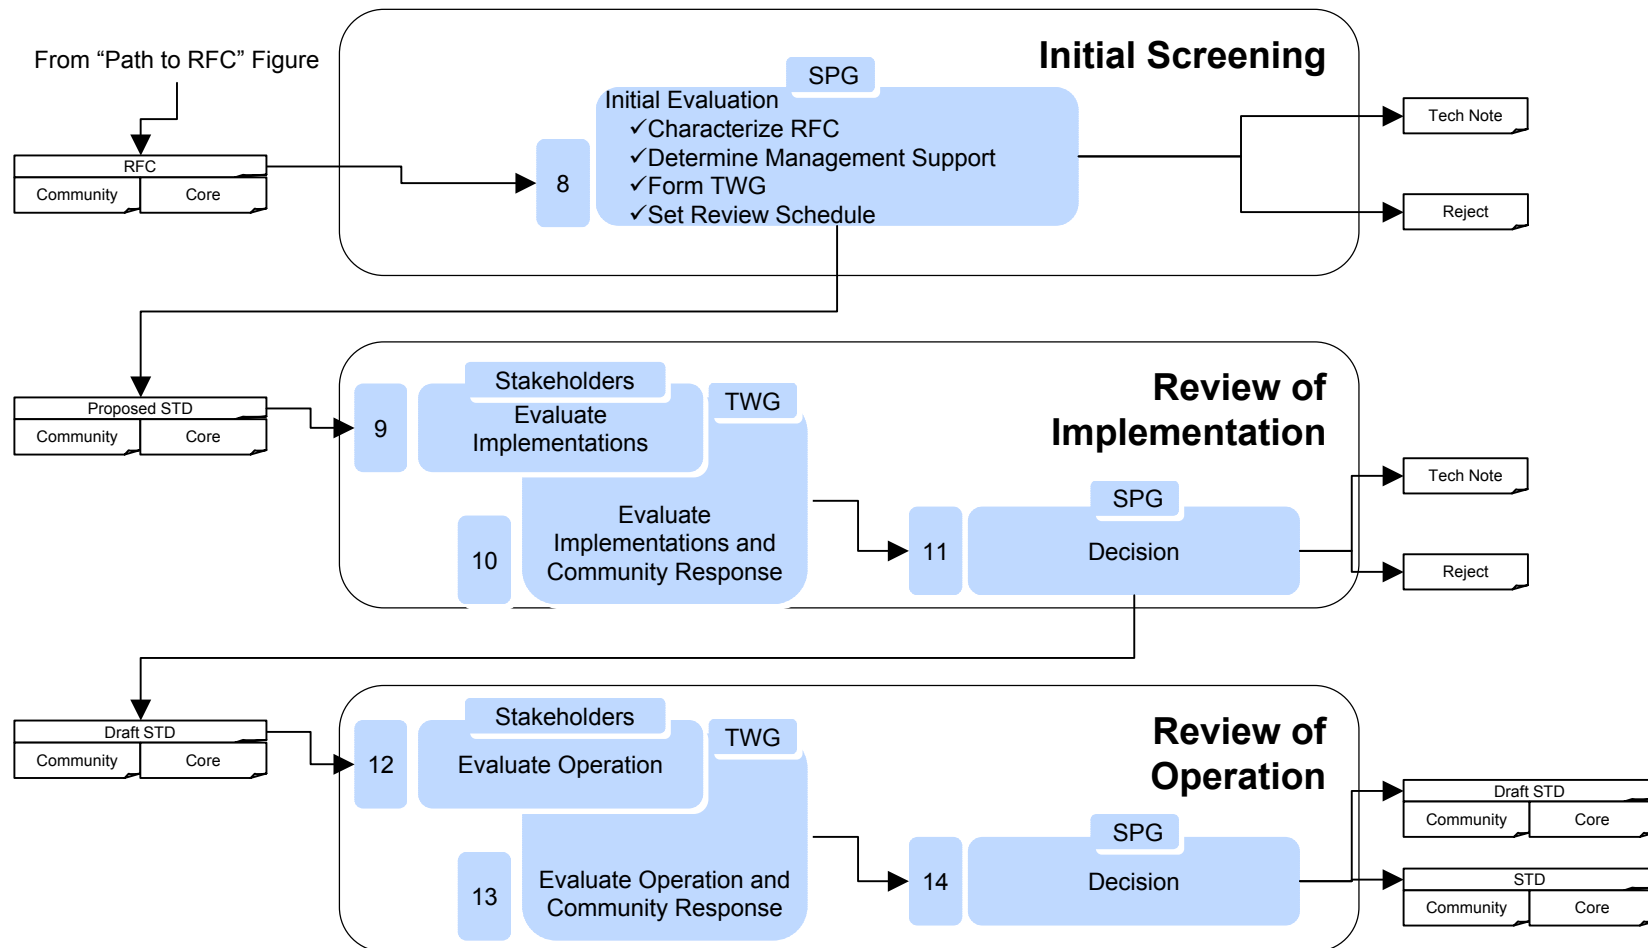 From “Path to RFC” Figure
Initial Screening
SPG
Initial Evaluation
✓Characterize RFC
✓Determine Management Support
✓Form TWG
✓Set Review Schedule
8
RFC
Community
Core
Tech Note
Reject
Proposed STD
Community
Core
9
Stakeholders
Evaluate
Implementations
TWG
10
Evaluate
Implementations and
Community Response
Review of
Implementation
11
SPG
Decision
Tech Note
Reject
Draft STD
Community
Core
12
Stakeholders
Evaluate Operation
TWG
13
Evaluate Operation and
Community Response
Review of
Operation
14
SPG
Decision
Draft STD
Community
Core
STD
Community
Core